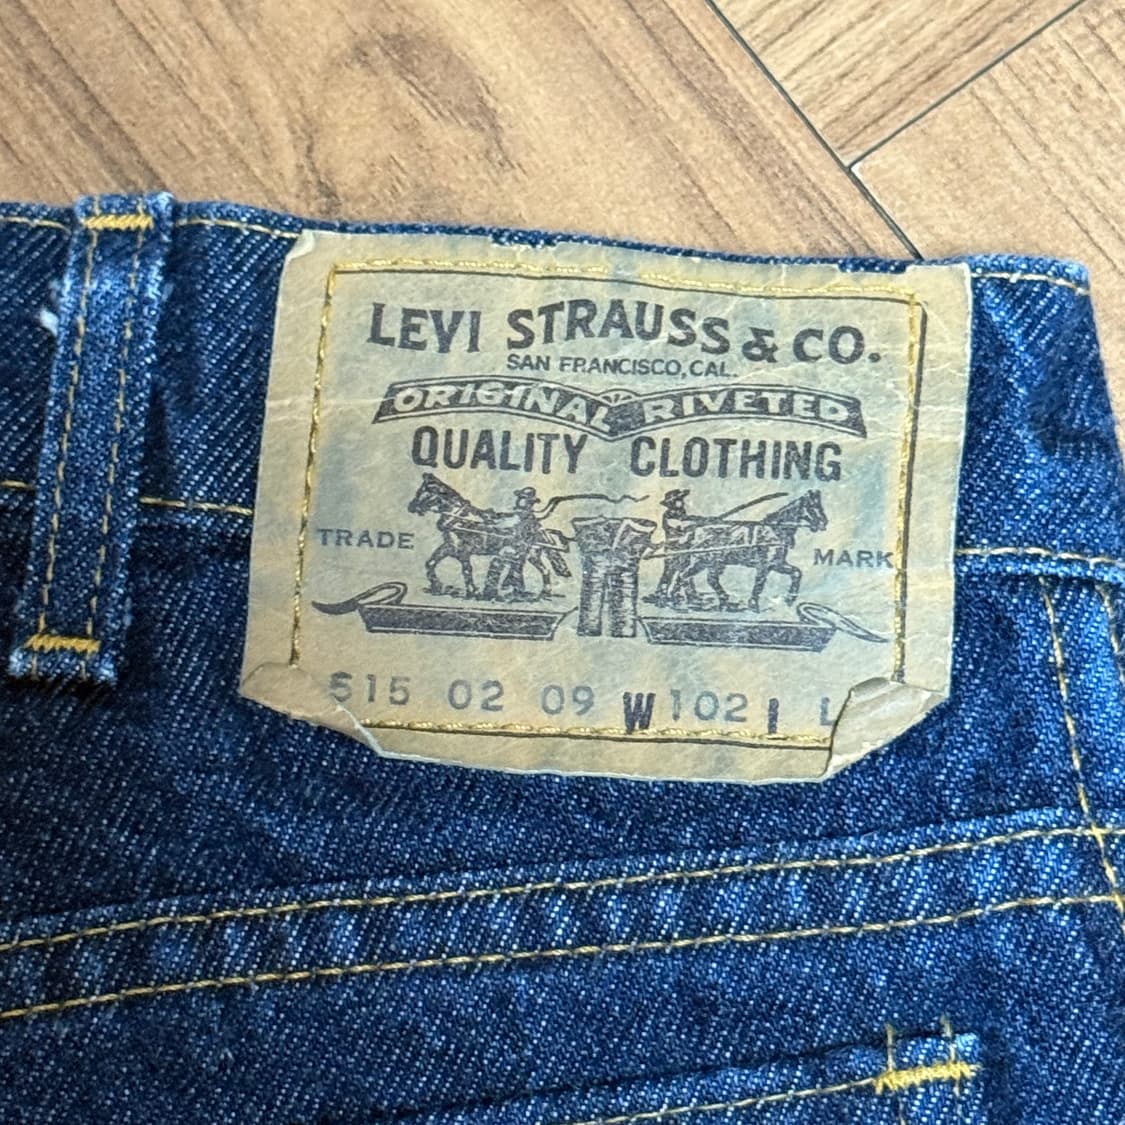 LEVI STRAUSS & CO.
SAN FRANCISCO, CAL.
ORIGINAL RIVETED
QUALITY CLOTHING
TRADE MARK
515 02 09 W 102 I L